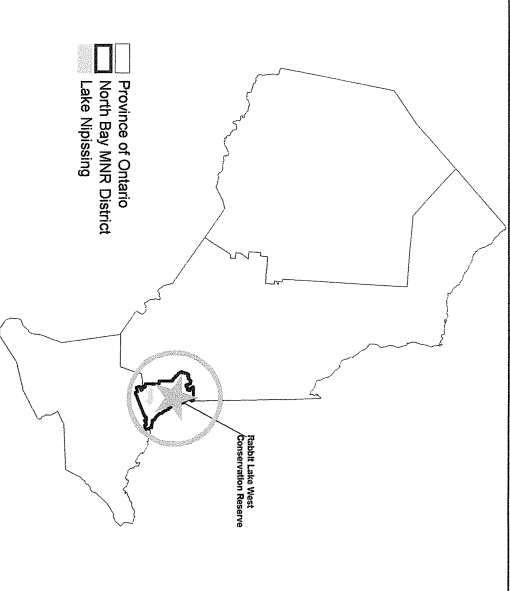 Province of Ontario
North Bay MNR District
Lake Nipissing
Rabbit Lake West
Conservation Reserve